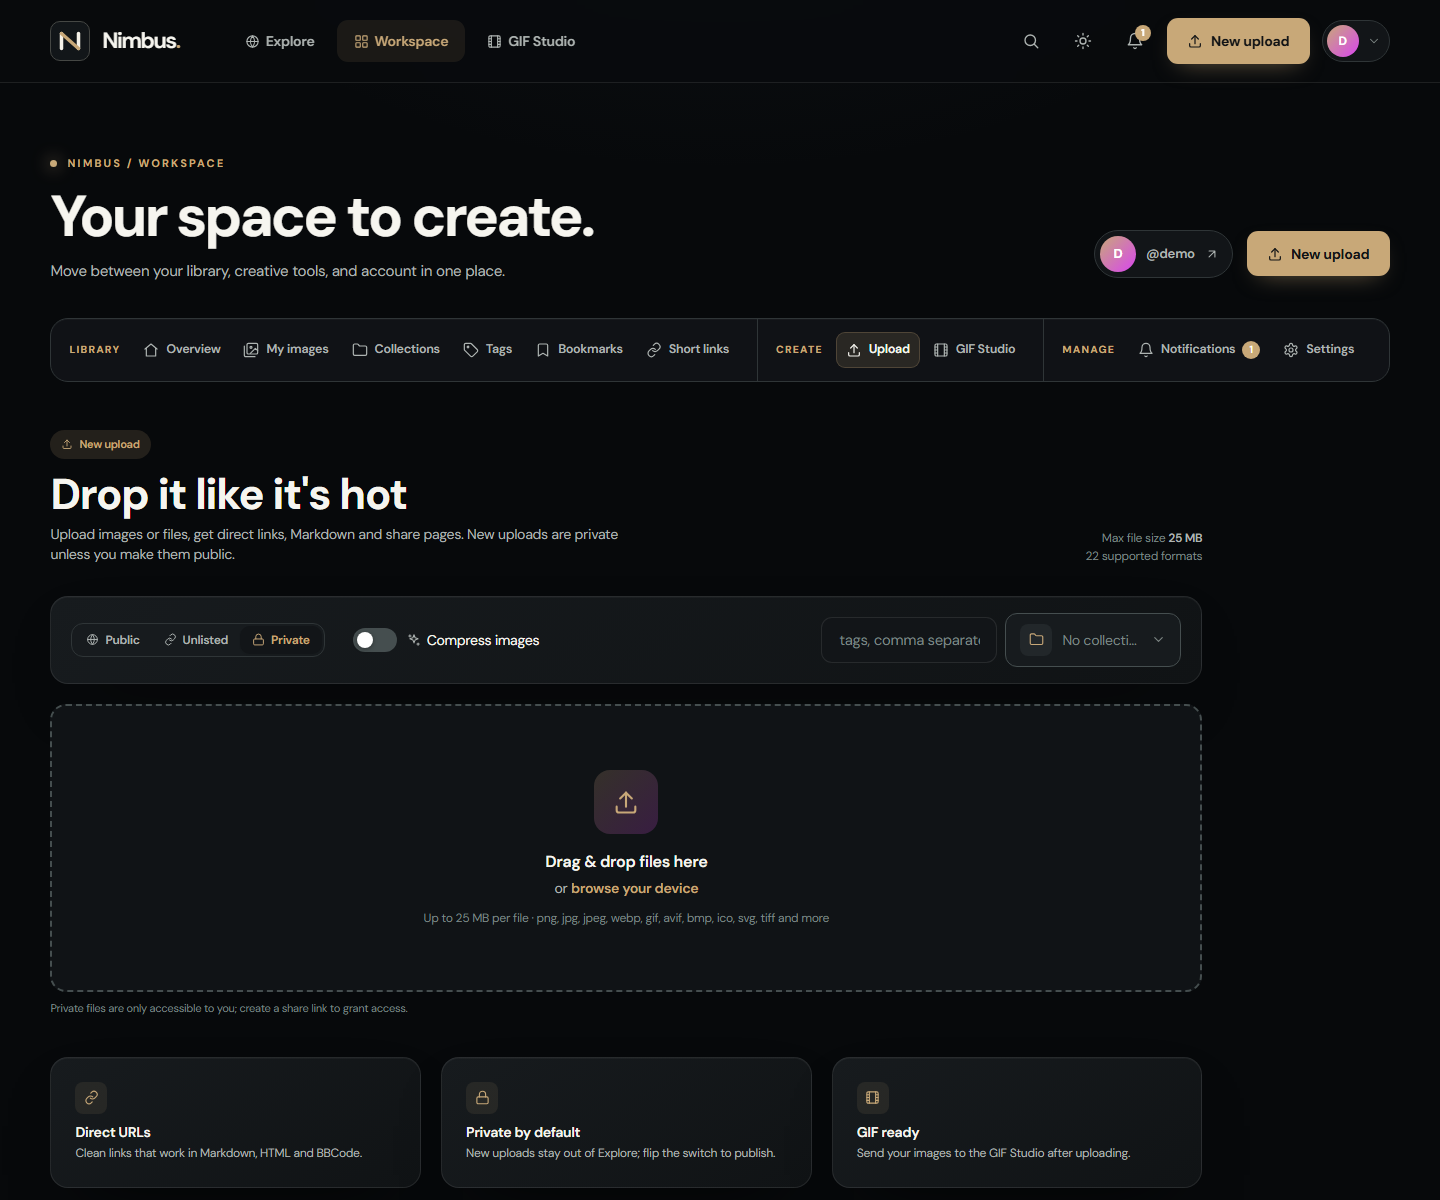 Nimbus.
Explore
Workspace
GIF Studio
1
New upload
D
NIMBUS / WORKSPACE
Your space to create.
Move between your library, creative tools, and account in one place.
D
@demo
New upload
LIBRARY
Overview
My images
Collections
Tags
Bookmarks
Short links
CREATE
Upload
GIF Studio
MANAGE
Notifications
1
Settings
New upload
Drop it like it's hot
Upload images or files, get direct links, Markdown and share pages. New uploads are private
unless you make them public.
Max file size 25 MB
22 supported formats
Public
Unlisted
Private
Compress images
tags, comma separate
No collecti...
Drag & drop files here
or browse your device
Up to 25 MB per file · png, jpg, jpeg, webp, gif, avif, bmp, ico, svg, tiff and more
Private files are only accessible to you; create a share link to grant access.
Direct URLs
Clean links that work in Markdown, HTML and BBCode.
Private by default
New uploads stay out of Explore; flip the switch to publish.
GIF ready
Send your images to the GIF Studio after uploading.